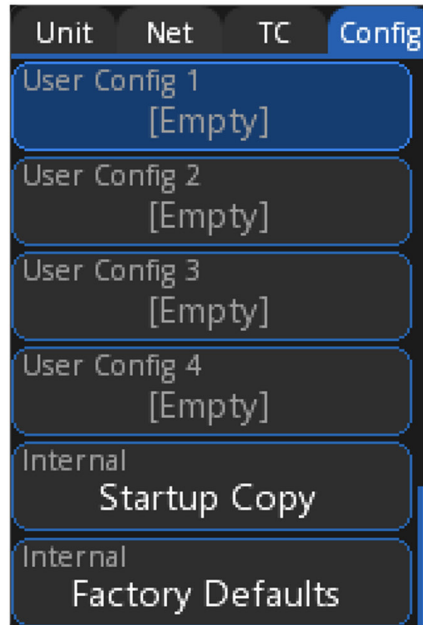 Unit Net TC Config
User Config 1
[Empty]
User Config 2
[Empty]
User Config 3
[Empty]
User Config 4
[Empty]
Internal
Startup Copy
Internal
Factory Defaults